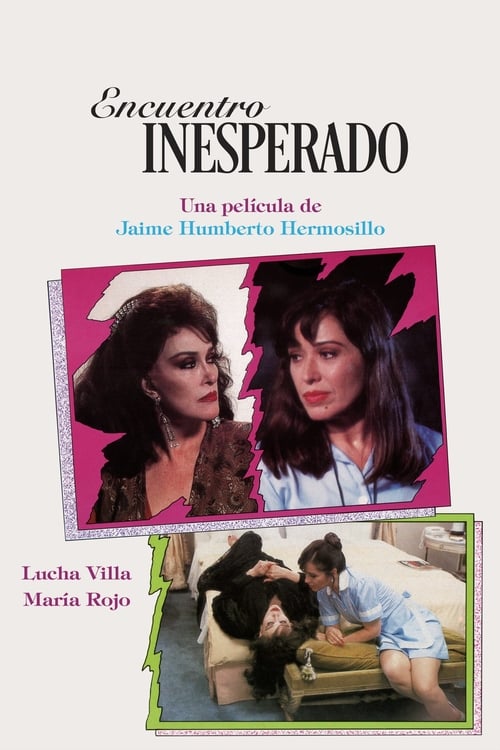 Encuentro
INESPERADO
Una película de
Jaime Humberto Hermosillo
Lucha Villa
María Rojo